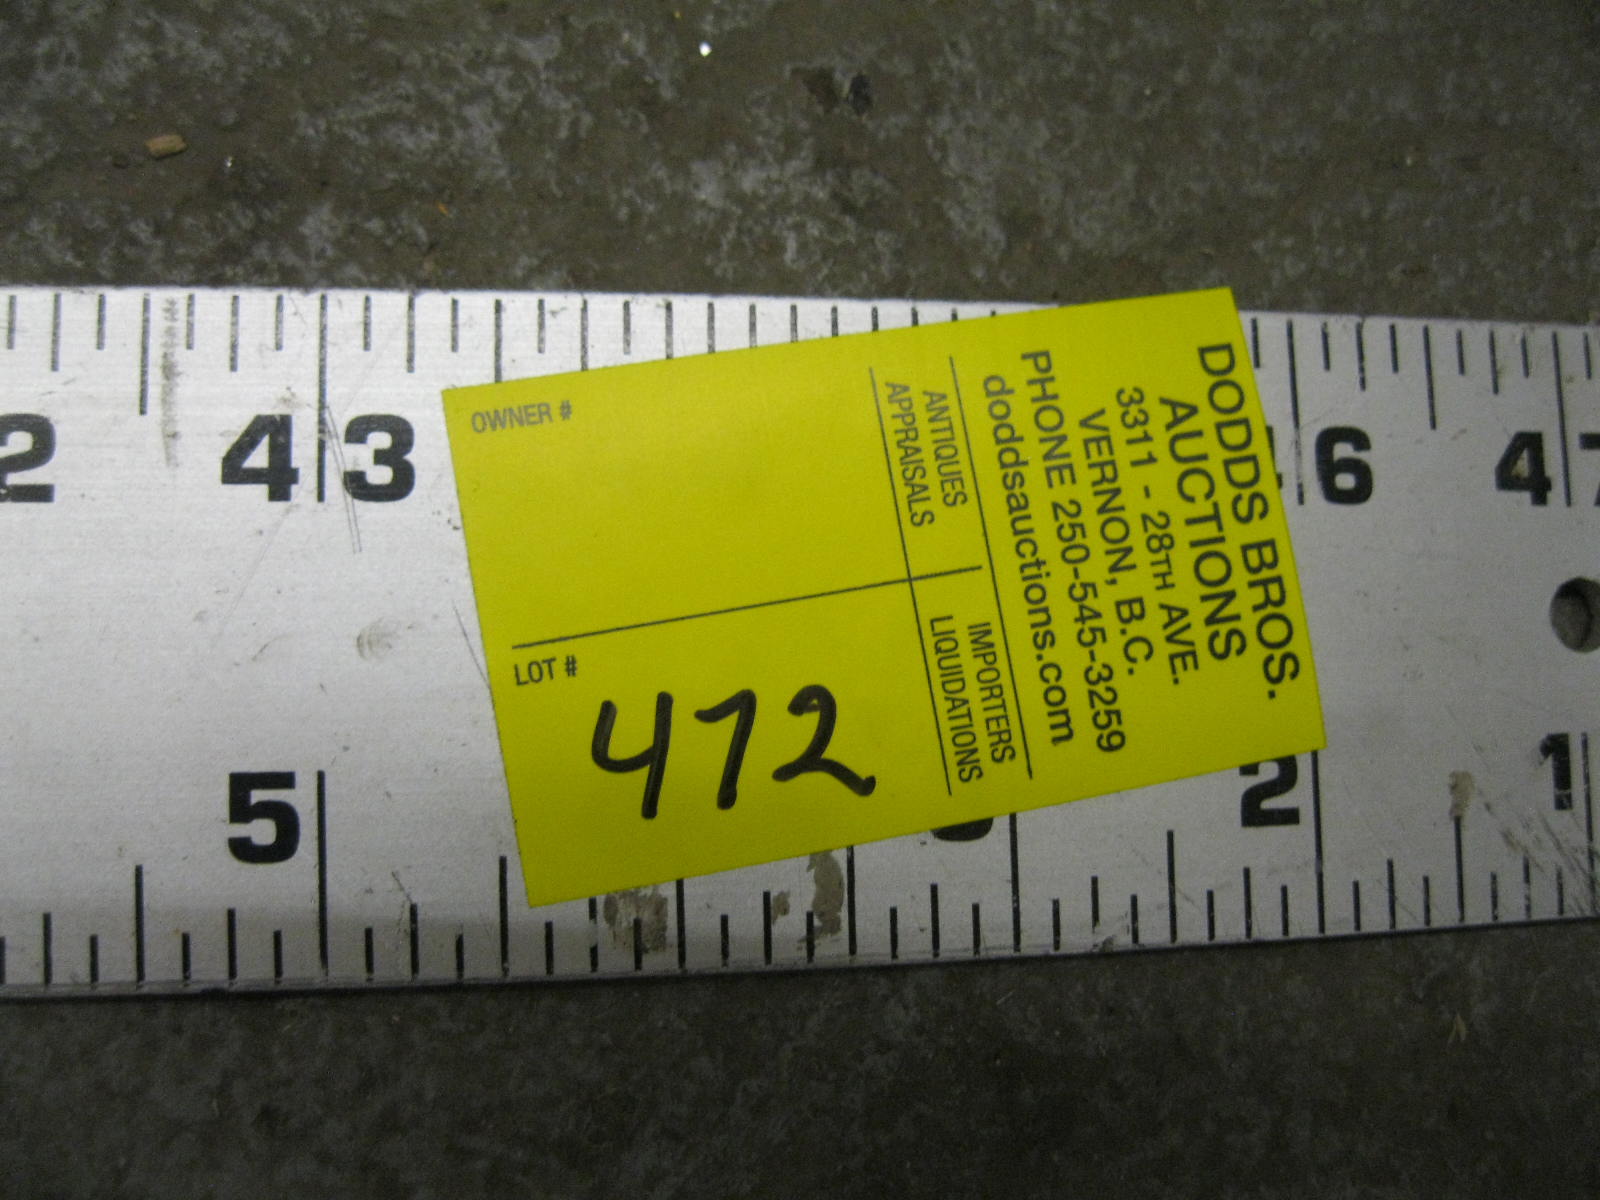 2 43 6 47
OWNER #
LOT #
472
ANTIQUES
APPRAISALS
IMPORTERS
LIQUIDATIONS
DODDS BROS.
AUCTIONS
3311 - 28TH AVE.
VERNON, B.C.
PHONE 250-545-3259
doddsauctions.com
5 2 1